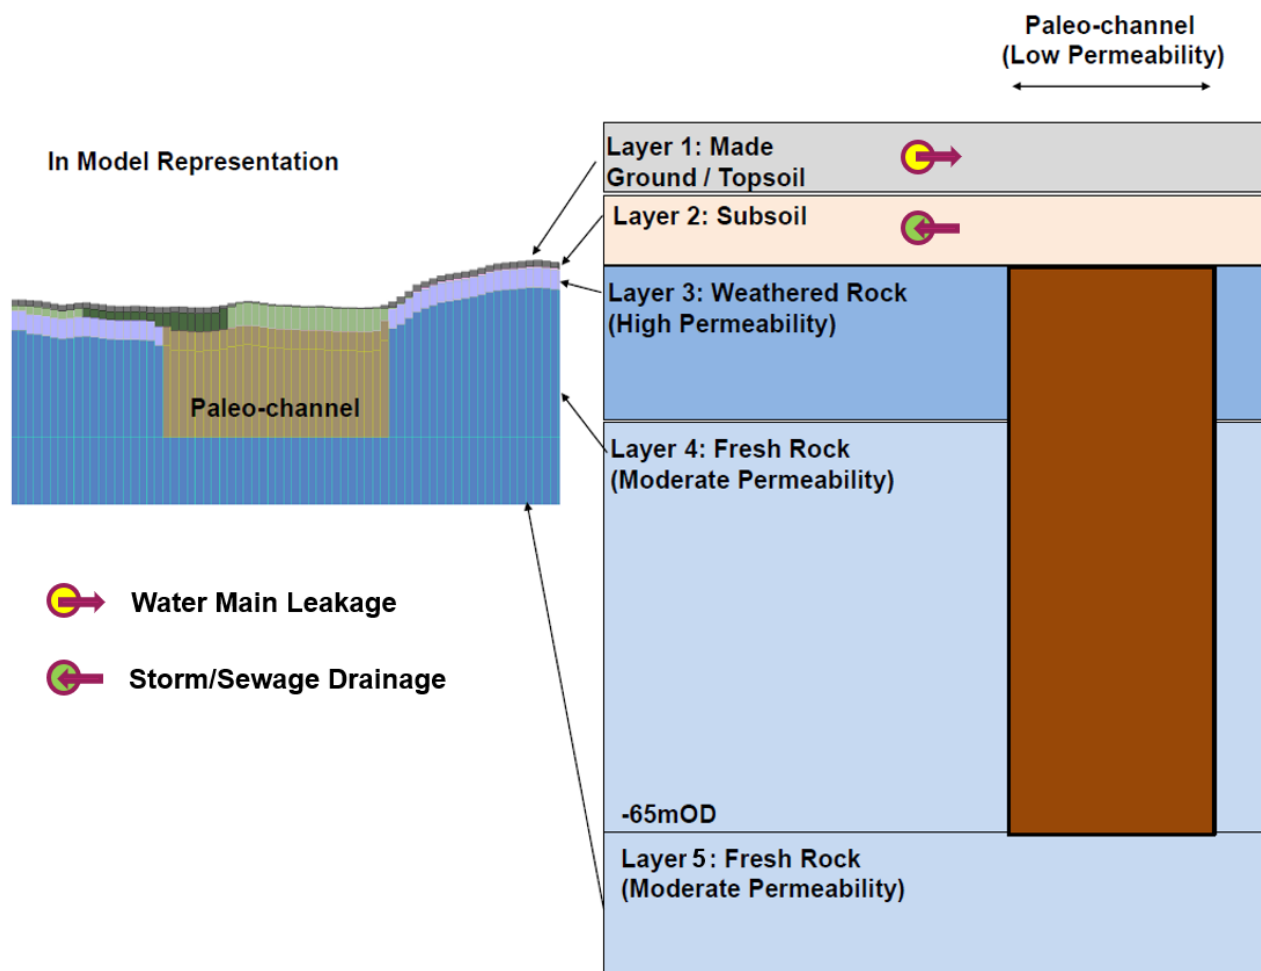 Paleo-channel
(Low Permeability)
In Model Representation
Layer 1: Made
Ground / Topsoil
Layer 2: Subsoil
Layer 3: Weathered Rock
(High Permeability)
Paleo-channel
Layer 4: Fresh Rock
(Moderate Permeability)
Water Main Leakage
Storm/Sewage Drainage
-65mOD
Layer 5: Fresh Rock
(Moderate Permeability)